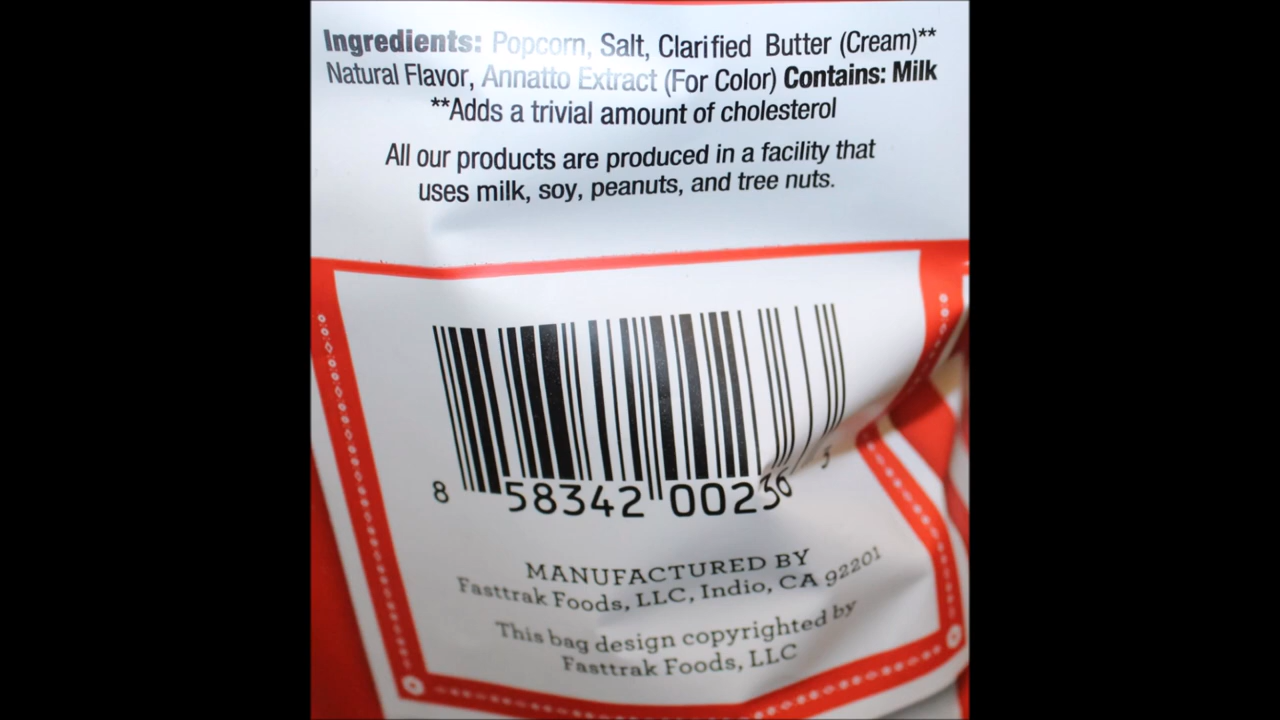 Ingredients: Popcorn, Salt, Clarified Butter (Cream)**
Natural Flavor, Annatto Extract (For Color) Contains: Milk
**Adds a trivial amount of cholesterol
All our products are produced in a facility that
uses milk, soy, peanuts, and tree nuts.
8 58342 00236 5
MANUFACTURED BY
Fasttrak Foods, LLC, Indio, CA 92201
This bag design copyrighted by
Fasttrak Foods, LLC